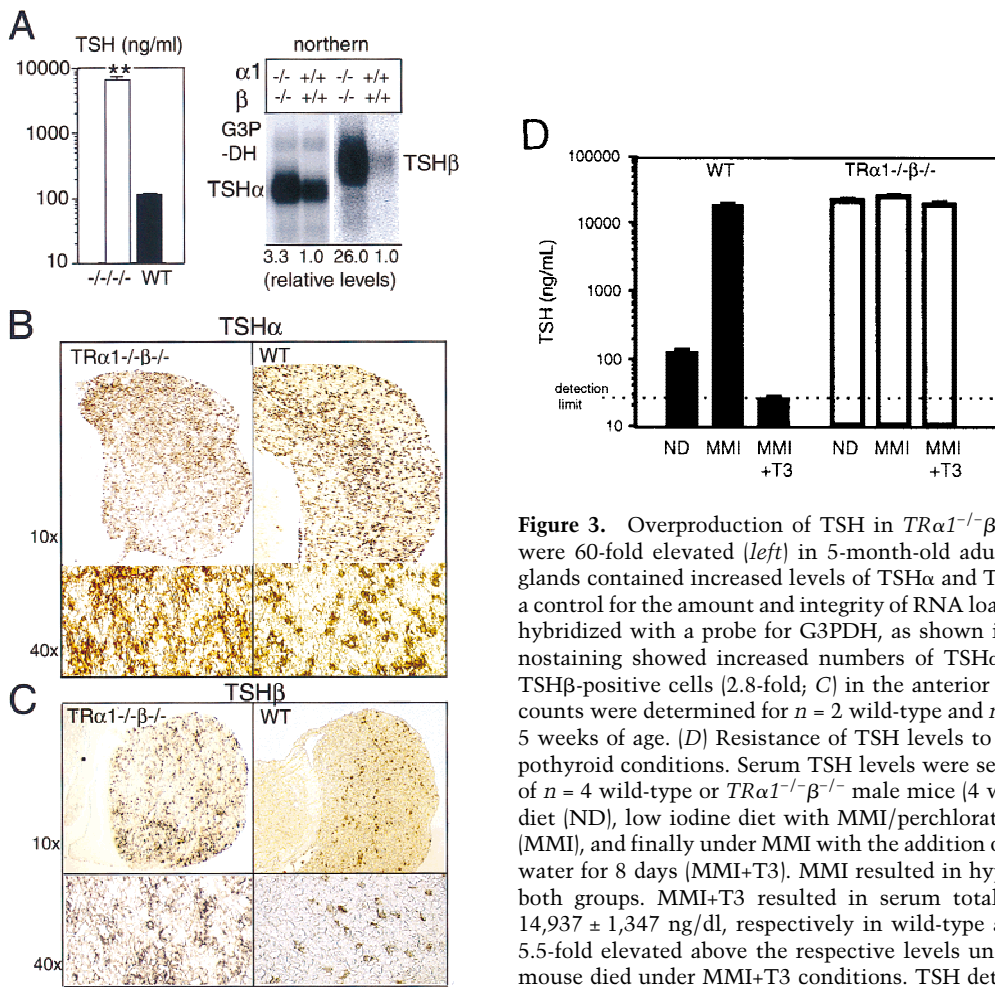 A
TSH (ng/ml)
10000
**
1000
100
10
-/-/-/- WT
northern
α1 -/- +/+ -/- +/+
β -/- +/+ -/- +/+
G3P
-DH
TSHα
TSHβ
3.3 1.0 26.0 1.0
(relative levels)
B
TSHα
TRα1-/-β-/-
WT
10x
40x
C
TSHβ
TRα1-/-β-/-
WT
10x
40x
D
100000
WT
TRα1-/-β-/-
10000
1000
100
10
TSH (ng/mL)
detection
limit
ND MMI MMI ND MMI MMI
+T3 +T3
Figure 3. Overproduction of TSH in TRα1−/−β
were 60-fold elevated (left) in 5-month-old adu
glands contained increased levels of TSHα and T
a control for the amount and integrity of RNA loa
hybridized with a probe for G3PDH, as shown i
nostaining showed increased numbers of TSHα
TSHβ-positive cells (2.8-fold; C) in the anterior
counts were determined for n = 2 wild-type and n
5 weeks of age. (D) Resistance of TSH levels to
pothyroid conditions. Serum TSH levels were se
of n = 4 wild-type or TRα1−/−β−/− male mice (4 w
diet (ND), low iodine diet with MMI/perchlorat
(MMI), and finally under MMI with the addition o
water for 8 days (MMI+T3). MMI resulted in hyp
both groups. MMI+T3 resulted in serum total
14,937 ± 1,347 ng/dl, respectively in wild-type a
5.5-fold elevated above the respective levels un
mouse died under MMI+T3 conditions. TSH det